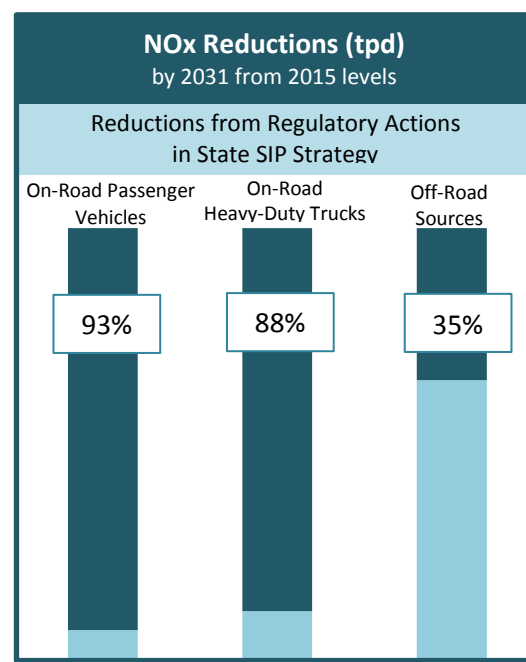 NOx Reductions (tpd)
by 2031 from 2015 levels
Reductions from Regulatory Actions
in State SIP Strategy
On-Road Passenger
Vehicles
On-Road
Heavy-Duty Trucks
Off-Road
Sources
93%
88%
35%